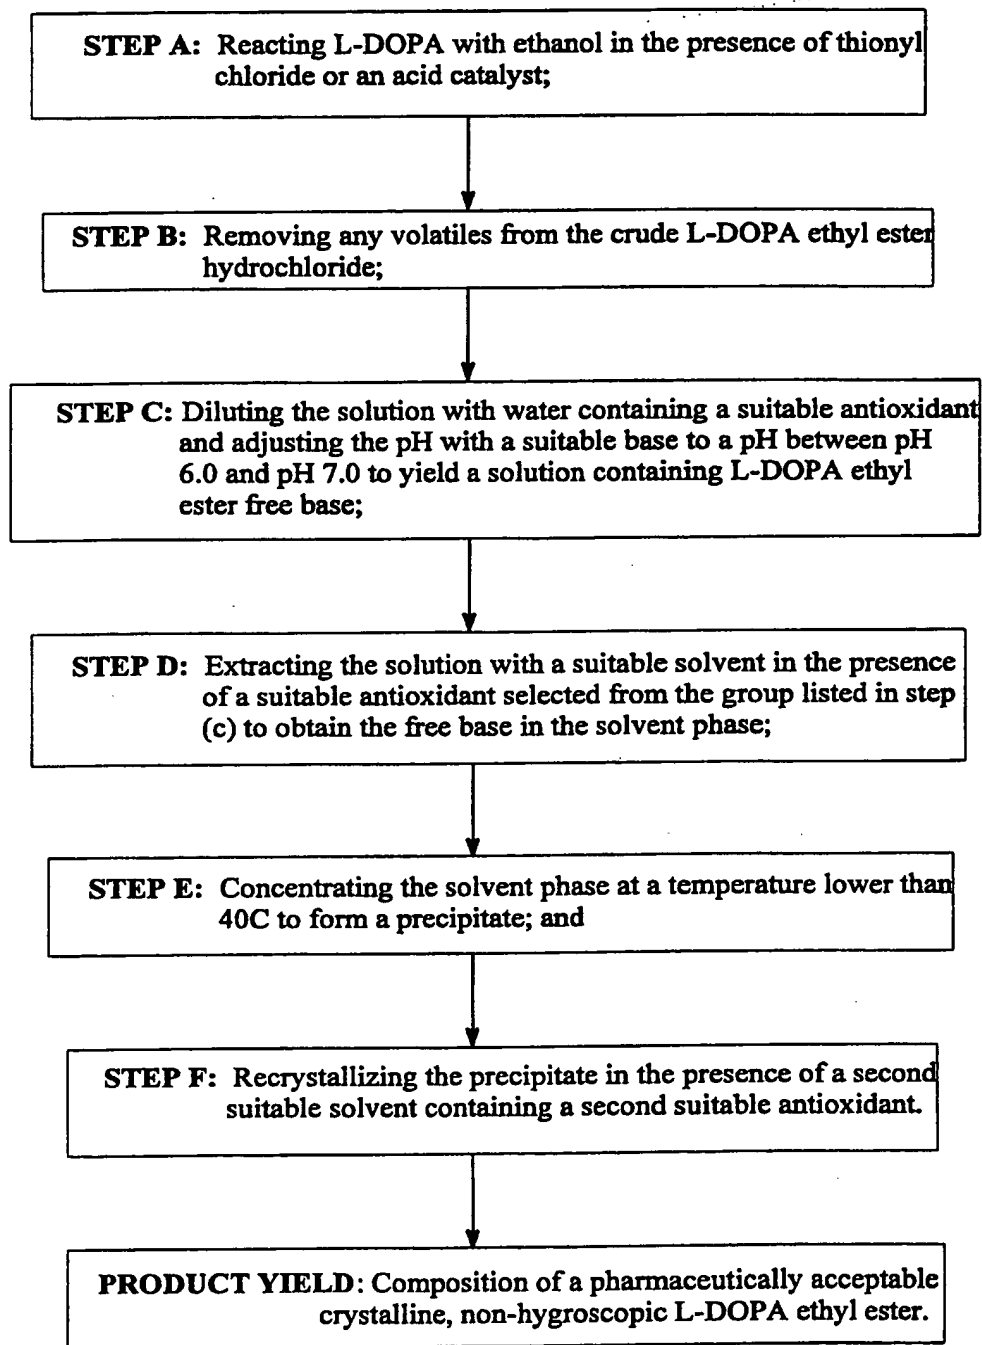 STEP A: Reacting L-DOPA with ethanol in the presence of thionyl
chloride or an acid catalyst;
STEP B: Removing any volatiles from the crude L-DOPA ethyl ester
hydrochloride;
STEP C: Diluting the solution with water containing a suitable antioxidant
and adjusting the pH with a suitable base to a pH between pH
6.0 and pH 7.0 to yield a solution containing L-DOPA ethyl
ester free base;
STEP D: Extracting the solution with a suitable solvent in the presence
of a suitable antioxidant selected from the group listed in step
(c) to obtain the free base in the solvent phase;
STEP E: Concentrating the solvent phase at a temperature lower than
40C to form a precipitate; and
STEP F: Recrystallizing the precipitate in the presence of a second
suitable solvent containing a second suitable antioxidant.
PRODUCT YIELD: Composition of a pharmaceutically acceptable
crystalline, non-hygroscopic L-DOPA ethyl ester.